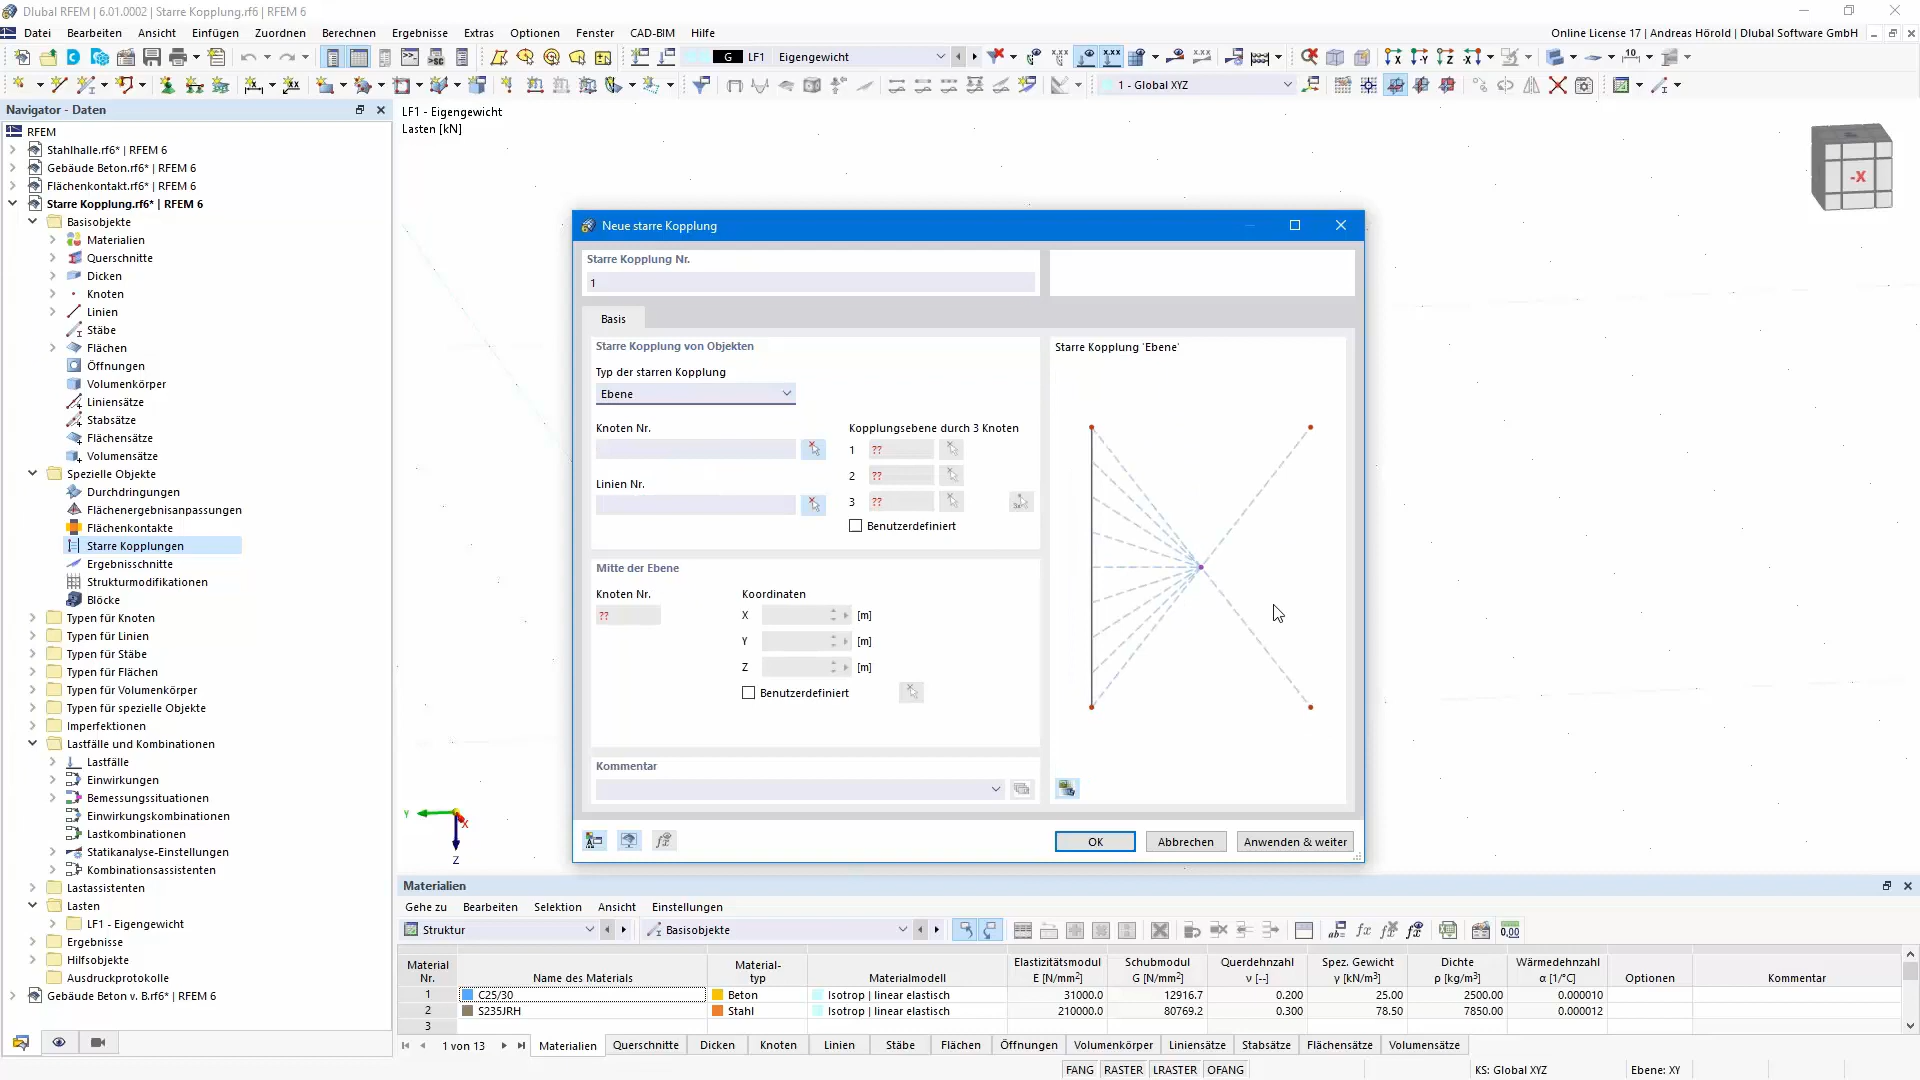 Dlubal RFEM | 6.01.0002 | Starre Kopplung.rf6* | RFEM 6
Datei Bearbeiten Ansicht Einfügen Zuordnen Berechnen Ergebnisse Extras Optionen Fenster CAD-BIM Hilfe
Online License 17 | Andreas Hörold | Dlubal Software GmbH
G LF1 Eigengewicht
1 - Global XYZ
Navigator - Daten
RFEM
Stahlhalle.rf6* | RFEM 6
Gebäude Beton.rf6* | RFEM 6
Flächenkontakt.rf6* | RFEM 6
Starre Kopplung.rf6* | RFEM 6
Basisobjekte
Materialien
Querschnitte
Dicken
Knoten
Linien
Stäbe
Flächen
Öffnungen
Volumenkörper
Liniensätze
Stabsätze
Flächensätze
Volumensätze
Spezielle Objekte
Durchdringungen
Flächenergebnisanpassungen
Flächenkontakte
Starre Kopplungen
Ergebnisschnitte
Strukturmodifikationen
Blöcke
Typen für Knoten
Typen für Linien
Typen für Stäbe
Typen für Flächen
Typen für Volumenkörper
Typen für spezielle Objekte
Imperfektionen
Lastfälle und Kombinationen
Lastfälle
Einwirkungen
Bemessungssituationen
Einwirkungskombinationen
Lastkombinationen
Statikanalyse-Einstellungen
Kombinationsassistenten
Lastassistenten
Lasten
LF1 - Eigengewicht
Ergebnisse
Hilfsobjekte
Ausdruckprotokolle
Gebäude Beton v. B.rf6* | RFEM 6
LF1 - Eigengewicht
Lasten [kN]
-X
Y
X
Z
Neue starre Kopplung
Starre Kopplung Nr.
1
Basis
Starre Kopplung von Objekten
Typ der starren Kopplung
Ebene
Knoten Nr.
Linien Nr.
Kopplungsebene durch 3 Knoten
1 ??
2 ??
3 ??
Benutzerdefiniert
Mitte der Ebene
Knoten Nr.
??
Koordinaten
X [m]
Y [m]
Z [m]
Benutzerdefiniert
Kommentar
Starre Kopplung 'Ebene'
OK Abbrechen Anwenden & weiter
Materialien
Gehe zu Bearbeiten Selektion Ansicht Einstellungen
Struktur Basisobjekte
Material Nr. Name des Materials Material-typ Materialmodell Elastizitätsmodul E [N/mm²] Schubmodul G [N/mm²] Querdehnzahl ν [--] Spez. Gewicht γ [kN/m³] Dichte ρ [kg/m³] Wärmedehnzahl α [1/°C] Optionen Kommentar
1 C25/30 Beton Isotrop | linear elastisch 31000.0 12916.7 0.200 25.00 2500.00 0.000010
2 S235JRH Stahl Isotrop | linear elastisch 210000.0 80769.2 0.300 78.50 7850.00 0.000012
3
1 von 13 Materialien Querschnitte Dicken Knoten Linien Stäbe Flächen Öffnungen Volumenkörper Liniensätze Stabsätze Flächensätze Volumensätze
FANG RASTER LRASTER OFANG KS: Global XYZ Ebene: XY